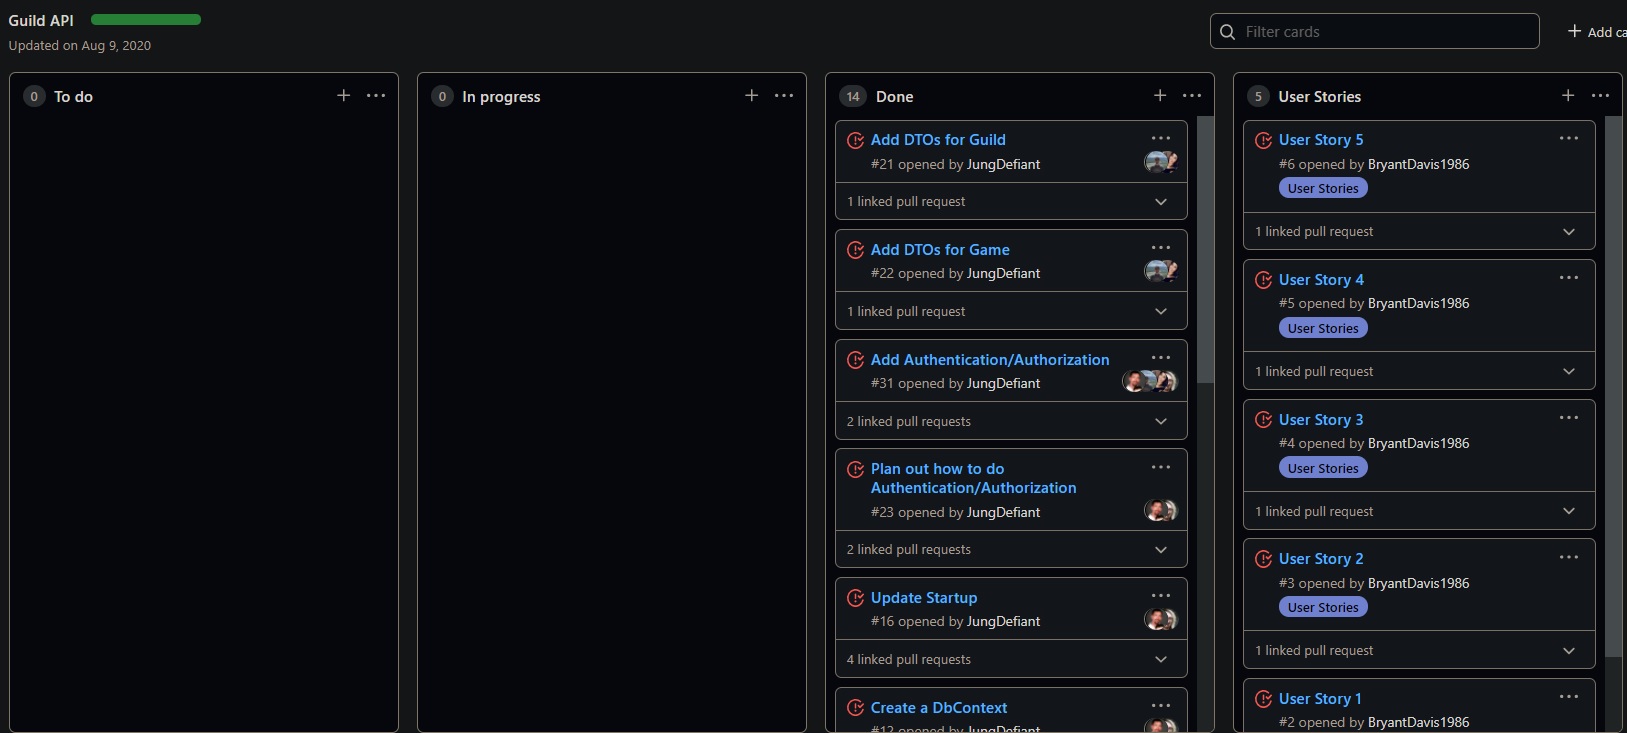 Guild API
Updated on Aug 9, 2020
Filter cards
Add ca
0 To do
0 In progress
14 Done
Add DTOs for Guild
#21 opened by JungDefiant
1 linked pull request
Add DTOs for Game
#22 opened by JungDefiant
1 linked pull request
Add Authentication/Authorization
#31 opened by JungDefiant
2 linked pull requests
Plan out how to do
Authentication/Authorization
#23 opened by JungDefiant
2 linked pull requests
Update Startup
#16 opened by JungDefiant
4 linked pull requests
Create a DbContext
#12 opened by JungDefiant
5 User Stories
User Story 5
#6 opened by BryantDavis1986
User Stories
1 linked pull request
User Story 4
#5 opened by BryantDavis1986
User Stories
1 linked pull request
User Story 3
#4 opened by BryantDavis1986
User Stories
1 linked pull request
User Story 2
#3 opened by BryantDavis1986
User Stories
1 linked pull request
User Story 1
#2 opened by BryantDavis1986